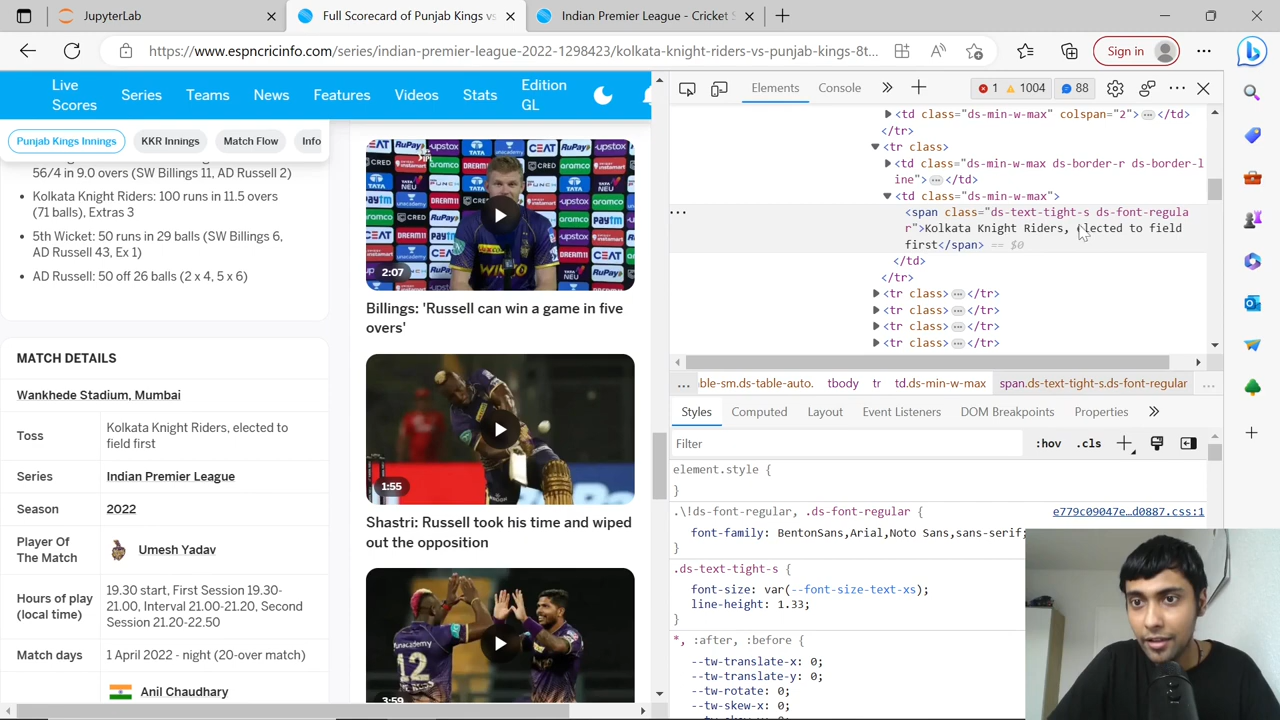 JupyterLab
Full Scorecard of Punjab Kings vs
Indian Premier League - Cricket S
https://www.espncricinfo.com/series/indian-premier-league-2022-1298423/kolkata-knight-riders-vs-punjab-kings-8t...
Sign in
Live Scores
Series
Teams
News
Features
Videos
Stats
Edition GL
Punjab Kings Innings
KKR Innings
Match Flow
Info
56/4 in 9.0 overs (SW Billings 11, AD Russell 2)
Kolkata Knight Riders: 100 runs in 11.5 overs
(71 balls), Extras 3
5th Wicket: 50 runs in 29 balls (SW Billings 6,
AD Russell 43, Ex 1)
AD Russell: 50 off 26 balls (2 x 4, 5 x 6)
MATCH DETAILS
Wankhede Stadium, Mumbai
Toss
Kolkata Knight Riders, elected to
field first
Series
Indian Premier League
Season
2022
Player Of
The Match
Umesh Yadav
Hours of play
(local time)
19.30 start, First Session 19.30-
21.00, Interval 21.00-21.20, Second
Session 21.20-22.50
Match days
1 April 2022 - night (20-over match)
Anil Chaudhary
2:07
Billings: 'Russell can win a game in five
overs'
1:55
Shastri: Russell took his time and wiped
out the opposition
12
3:59
Elements
Console
1
1004
88
<td class="ds-min-w-max" colspan="2">…</td>
</tr>
<tr class>
<td class="ds-min-w-max ds-border-r ds-border-l
ine">…</td>
<td class="ds-min-w-max">
<span class="ds-text-tight-s ds-font-regula
r">Kolkata Knight Riders, elected to field
first</span> == $0
</td>
</tr>
<tr class>…</tr>
<tr class>…</tr>
<tr class>…</tr>
<tr class>…</tr>
...
ble-sm.ds-table-auto.
tbody
tr
td.ds-min-w-max
span.ds-text-tight-s.ds-font-regular
...
Styles
Computed
Layout
Event Listeners
DOM Breakpoints
Properties
Filter
:hov
.cls
element.style {
}
.\!ds-font-regular, .ds-font-regular {
e779c09047e…d0887.css:1
font-family: BentonSans,Arial,Noto Sans,sans-serif;
}
.ds-text-tight-s {
font-size: var(--font-size-text-xs);
line-height: 1.33;
}
*, :after, :before {
--tw-translate-x: 0;
--tw-translate-y: 0;
--tw-rotate: 0;
--tw-skew-x: 0;